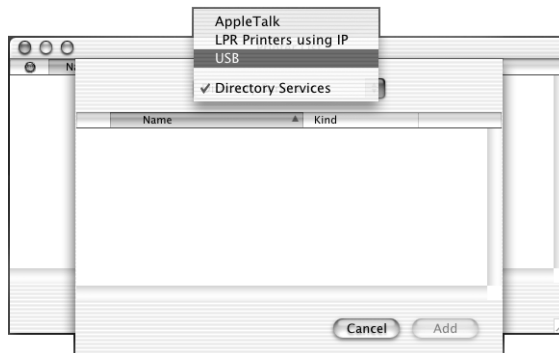 AppleTalk
LPR Printers using IP
USB
✓ Directory Services
Name Kind
Cancel Add